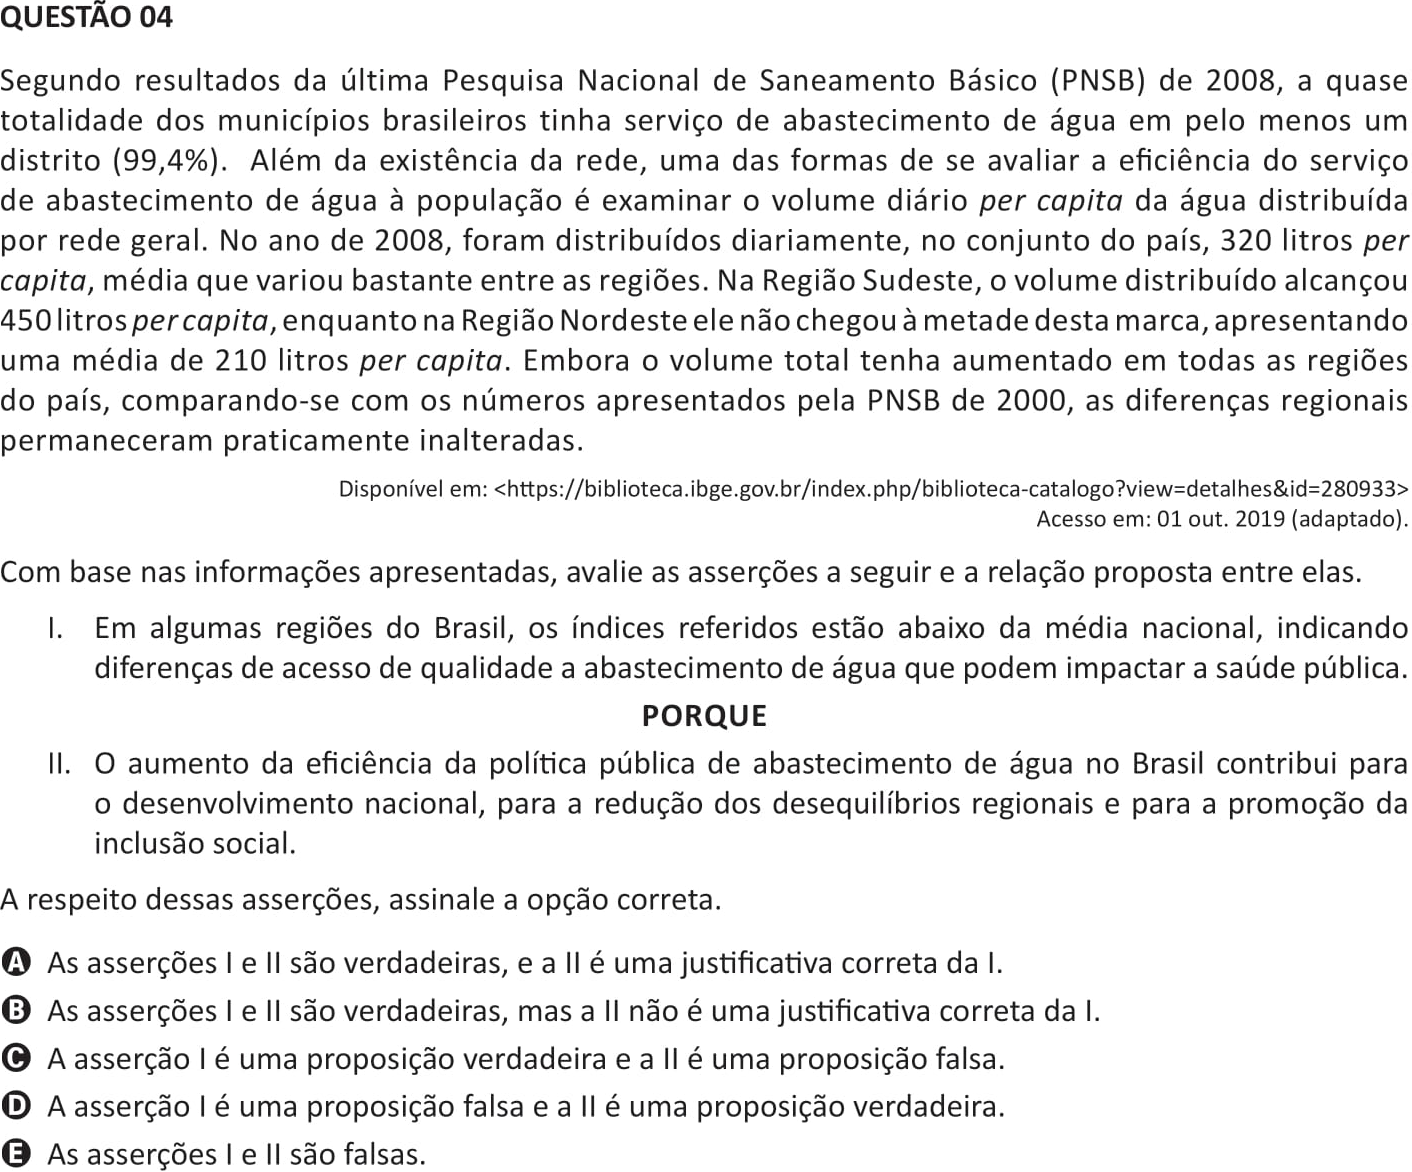 QUESTÃO 04
Segundo resultados da última Pesquisa Nacional de Saneamento Básico (PNSB) de 2008, a quase
totalidade dos municípios brasileiros tinha serviço de abastecimento de água em pelo menos um
distrito (99,4%). Além da existência da rede, uma das formas de se avaliar a eficiência do serviço
de abastecimento de água à população é examinar o volume diário per capita da água distribuída
por rede geral. No ano de 2008, foram distribuídos diariamente, no conjunto do país, 320 litros per
capita, média que variou bastante entre as regiões. Na Região Sudeste, o volume distribuído alcançou
450 litros per capita, enquanto na Região Nordeste ele não chegou à metade desta marca, apresentando
uma média de 210 litros per capita. Embora o volume total tenha aumentado em todas as regiões
do país, comparando-se com os números apresentados pela PNSB de 2000, as diferenças regionais
permaneceram praticamente inalteradas.
Disponível em: <https://biblioteca.ibge.gov.br/index.php/biblioteca-catalogo?view=detalhes&id=280933>
Acesso em: 01 out. 2019 (adaptado).
Com base nas informações apresentadas, avalie as asserções a seguir e a relação proposta entre elas.
I. Em algumas regiões do Brasil, os índices referidos estão abaixo da média nacional, indicando
diferenças de acesso de qualidade a abastecimento de água que podem impactar a saúde pública.
PORQUE
II. O aumento da eficiência da política pública de abastecimento de água no Brasil contribui para
o desenvolvimento nacional, para a redução dos desequilíbrios regionais e para a promoção da
inclusão social.
A respeito dessas asserções, assinale a opção correta.
A As asserções I e II são verdadeiras, e a II é uma justificativa correta da I.
B As asserções I e II são verdadeiras, mas a II não é uma justificativa correta da I.
C A asserção I é uma proposição verdadeira e a II é uma proposição falsa.
D A asserção I é uma proposição falsa e a II é uma proposição verdadeira.
E As asserções I e II são falsas.